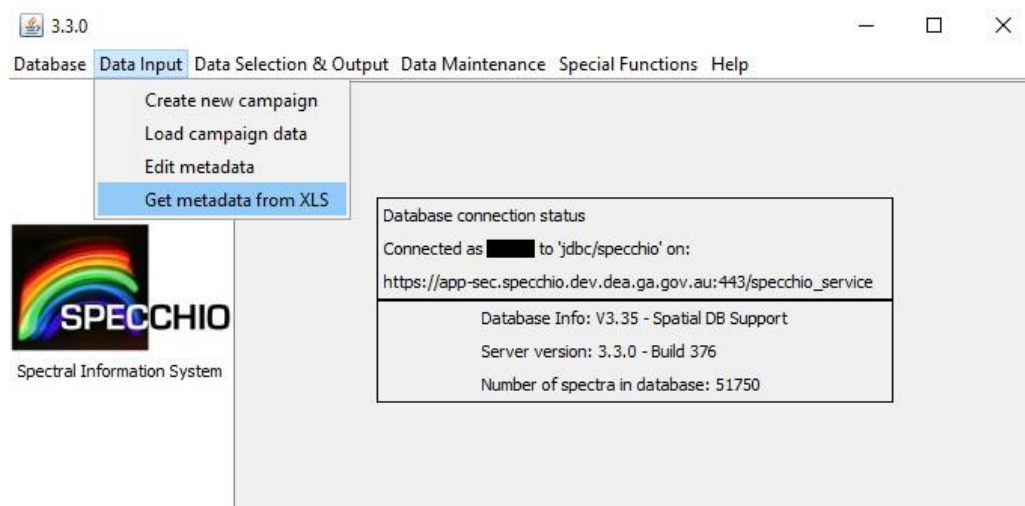 3.3.0
Database Data Input Data Selection & Output Data Maintenance Special Functions Help
Create new campaign
Load campaign data
Edit metadata
Get metadata from XLS
Database connection status
Connected as to 'jdbc/specchio' on:
https://app-sec.specchio.dev.dea.ga.gov.au:443/specchio_service
Database Info: V3.35 - Spatial DB Support
Server version: 3.3.0 - Build 376
Number of spectra in database: 51750
SPECCHIO
Spectral Information System